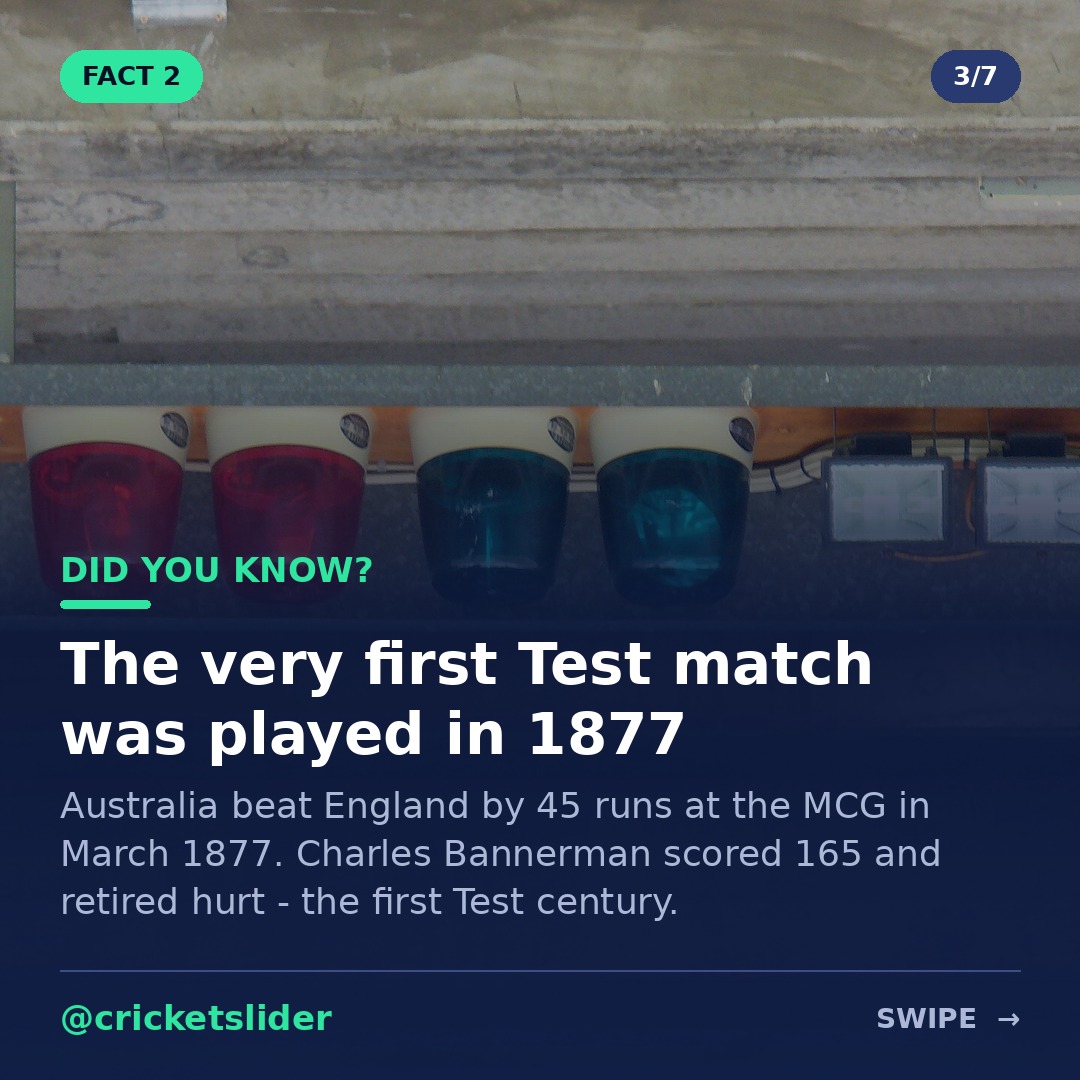 FACT 2
3/7
DID YOU KNOW?
The very first Test match
was played in 1877
Australia beat England by 45 runs at the MCG in
March 1877. Charles Bannerman scored 165 and
retired hurt - the first Test century.
@cricketslider
SWIPE →